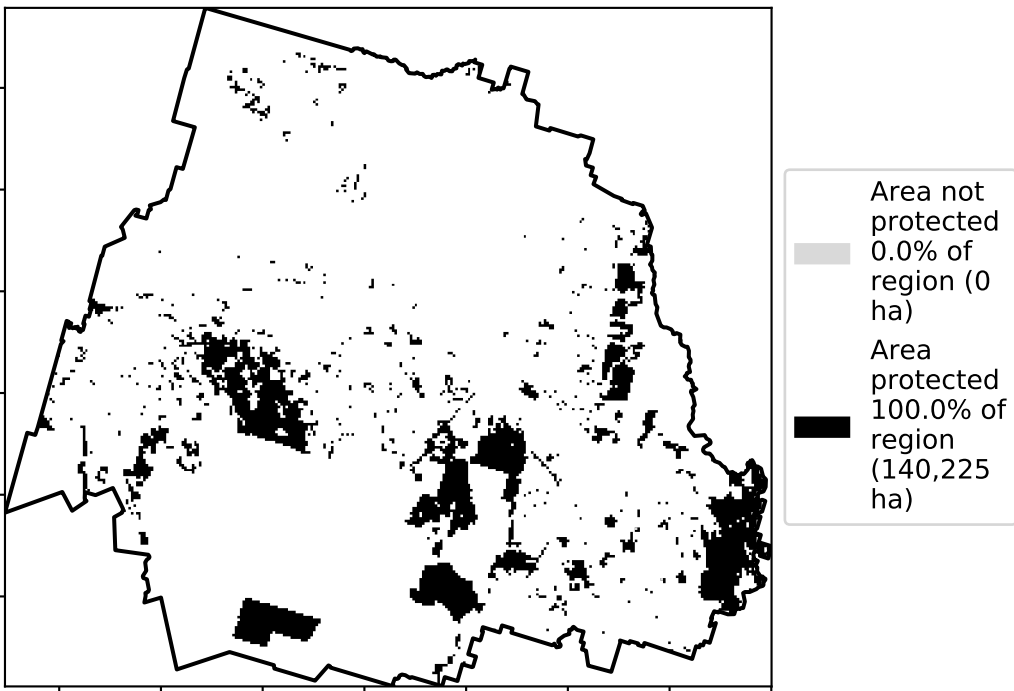 Area not
protected
0.0% of
region (0
ha)
Area
protected
100.0% of
region
(140,225
ha)